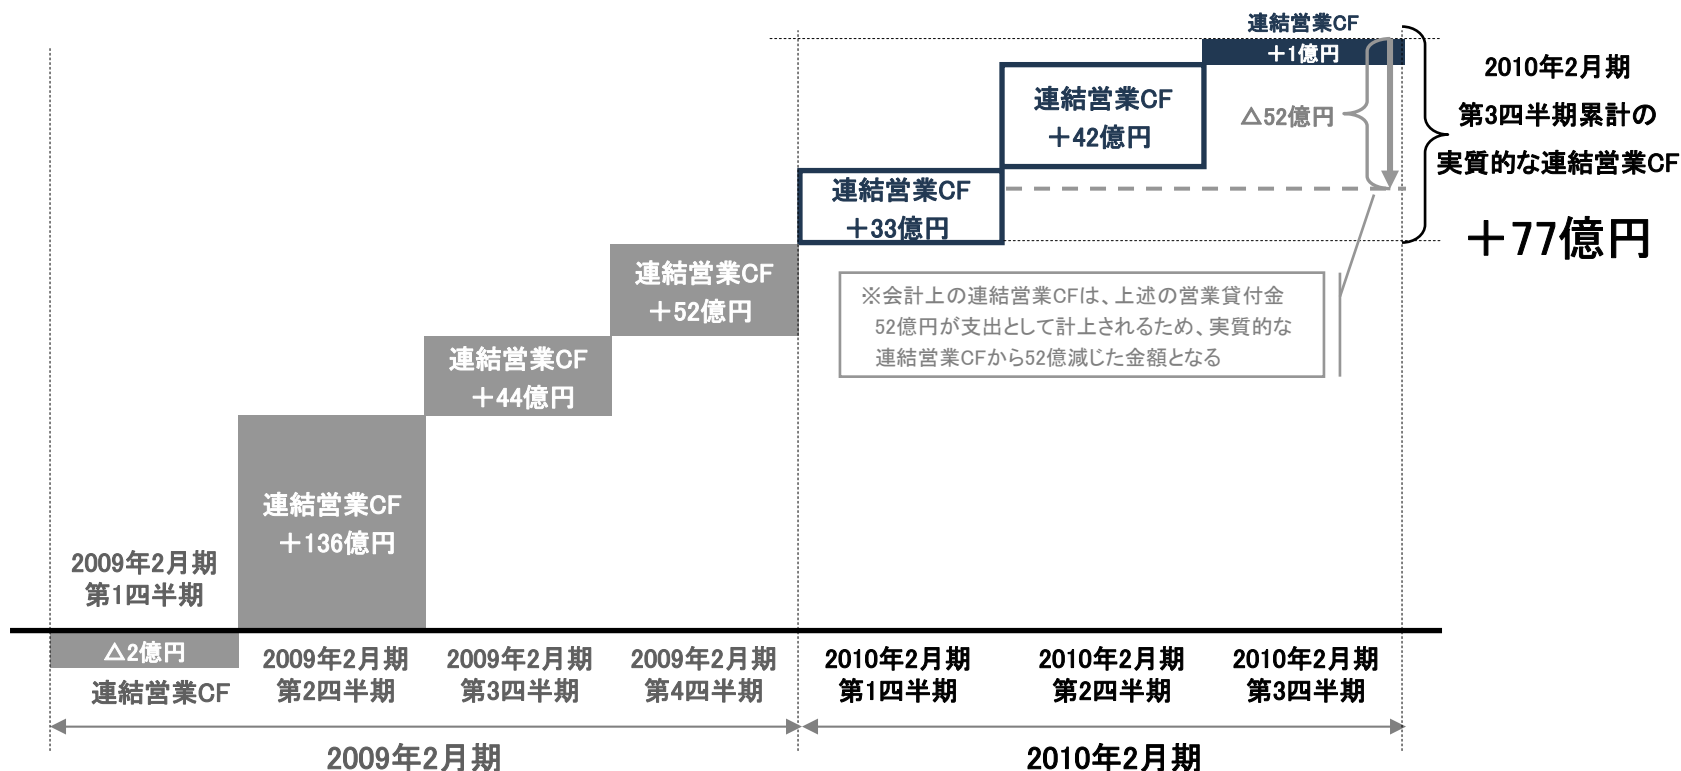 連結営業CF
＋1億円
2010年2月期
第3四半期累計の
実質的な連結営業CF
＋77億円
△52億円
連結営業CF
＋42億円
連結営業CF
＋33億円
連結営業CF
＋52億円
※会計上の連結営業CFは、上述の営業貸付金
52億円が支出として計上されるため、実質的な
連結営業CFから52億減じた金額となる
連結営業CF
＋44億円
連結営業CF
＋136億円
2009年2月期
第1四半期
△2億円
連結営業CF
2009年2月期
第2四半期
2009年2月期
第3四半期
2009年2月期
第4四半期
2010年2月期
第1四半期
2010年2月期
第2四半期
2010年2月期
第3四半期
2009年2月期
2010年2月期